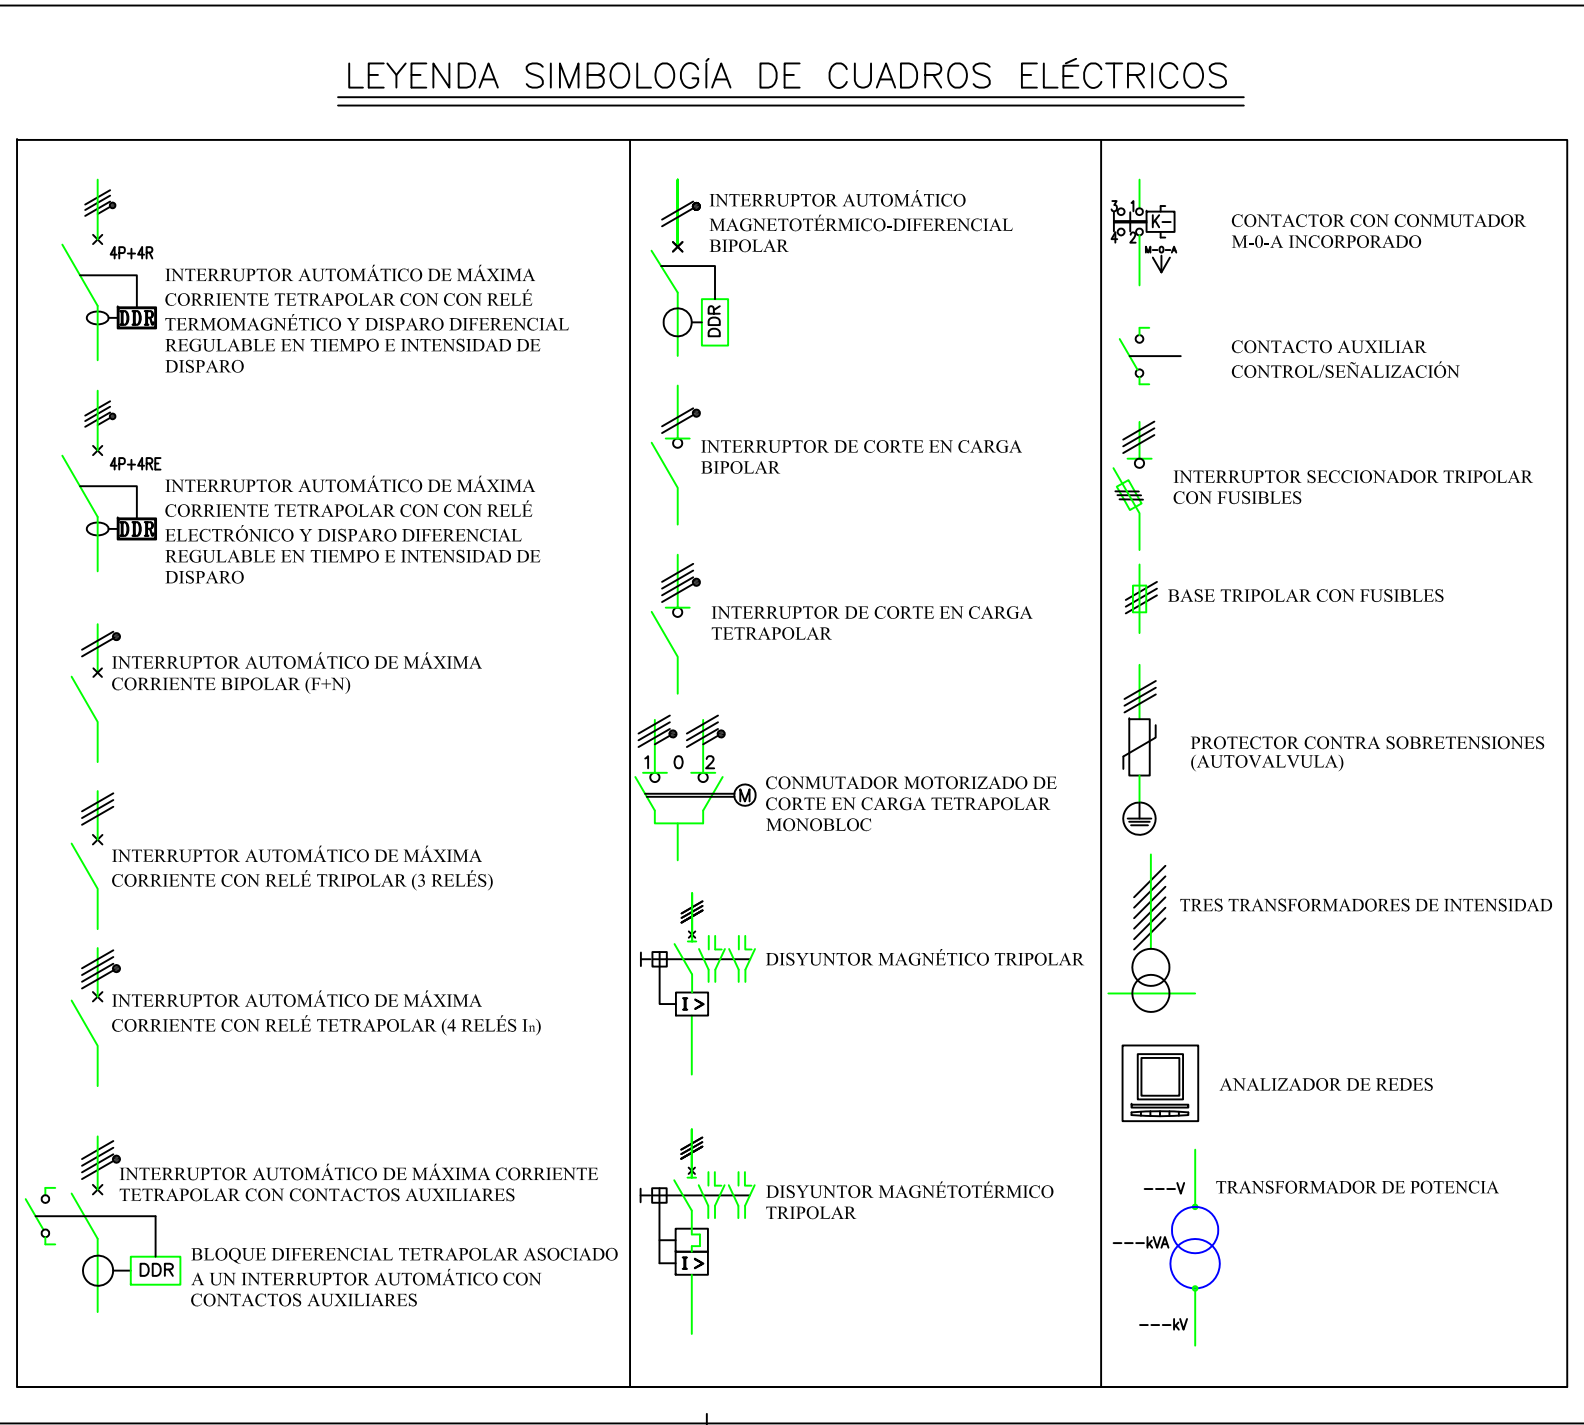 LEYENDA SIMBOLOGÍA DE CUADROS ELÉCTRICOS
4P+4R
INTERRUPTOR AUTOMÁTICO DE MÁXIMA
CORRIENTE TETRAPOLAR CON CON RELÉ
TERMOMAGNÉTICO Y DISPARO DIFERENCIAL
REGULABLE EN TIEMPO E INTENSIDAD DE
DISPARO
DDR
4P+4RE
INTERRUPTOR AUTOMÁTICO DE MÁXIMA
CORRIENTE TETRAPOLAR CON CON RELÉ
ELECTRÓNICO Y DISPARO DIFERENCIAL
REGULABLE EN TIEMPO E INTENSIDAD DE
DISPARO
DDR
INTERRUPTOR AUTOMÁTICO DE MÁXIMA
CORRIENTE BIPOLAR (F+N)
INTERRUPTOR AUTOMÁTICO DE MÁXIMA
CORRIENTE CON RELÉ TRIPOLAR (3 RELÉS)
INTERRUPTOR AUTOMÁTICO DE MÁXIMA
CORRIENTE CON RELÉ TETRAPOLAR (4 RELÉS In)
INTERRUPTOR AUTOMÁTICO DE MÁXIMA CORRIENTE
TETRAPOLAR CON CONTACTOS AUXILIARES
DDR
BLOQUE DIFERENCIAL TETRAPOLAR ASOCIADO
A UN INTERRUPTOR AUTOMÁTICO CON
CONTACTOS AUXILIARES
INTERRUPTOR AUTOMÁTICO
MAGNETOTÉRMICO-DIFERENCIAL
BIPOLAR
DDR
INTERRUPTOR DE CORTE EN CARGA
BIPOLAR
INTERRUPTOR DE CORTE EN CARGA
TETRAPOLAR
1 0 2
M
CONMUTADOR MOTORIZADO DE
CORTE EN CARGA TETRAPOLAR
MONOBLOC
DISYUNTOR MAGNÉTICO TRIPOLAR
I >
DISYUNTOR MAGNÉTOTÉRMICO
TRIPOLAR
I >
3 1
K-
4 2
M-0-A
CONTACTOR CON CONMUTADOR
M-0-A INCORPORADO
CONTACTO AUXILIAR
CONTROL/SEÑALIZACIÓN
INTERRUPTOR SECCIONADOR TRIPOLAR
CON FUSIBLES
BASE TRIPOLAR CON FUSIBLES
PROTECTOR CONTRA SOBRETENSIONES
(AUTOVALVULA)
TRES TRANSFORMADORES DE INTENSIDAD
ANALIZADOR DE REDES
---V
TRANSFORMADOR DE POTENCIA
---kVA
---kV